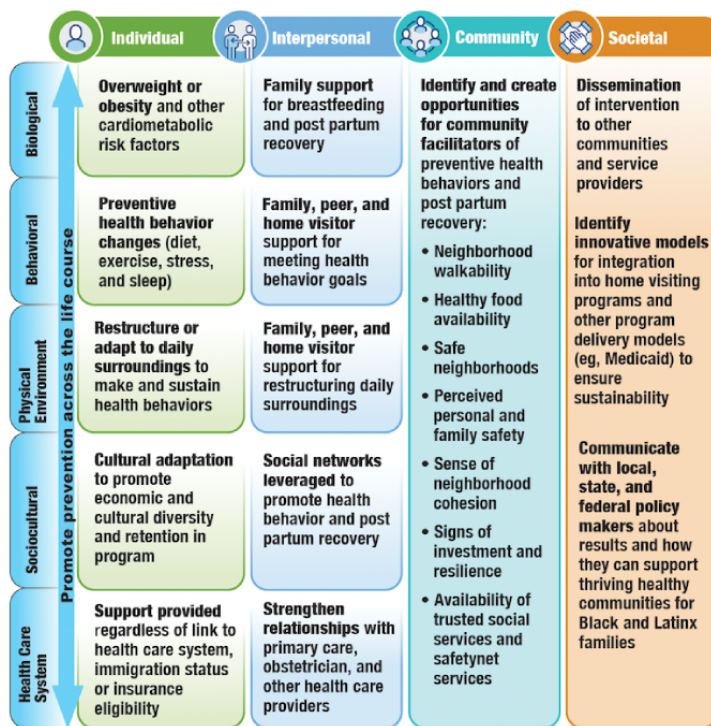 Individual
Interpersonal
Community
Societal
Promote prevention across the life course
Biological
Overweight or
obesity and other
cardiometabolic
risk factors
Family support
for breastfeeding
and post partum
recovery
Behavioral
Preventive
health behavior
changes (diet,
exercise, stress,
and sleep)
Family, peer, and
home visitor
support for
meeting health
behavior goals
Physical
Environment
Restructure or
adapt to daily
surroundings to
make and sustain
health behaviors
Family, peer, and
home visitor
support for
restructuring daily
surroundings
Sociocultural
Cultural adaptation
to promote
economic and
cultural diversity
and retention in
program
Social networks
leveraged to
promote health
behavior and post
partum recovery
Health Care
System
Support provided
regardless of link to
health care system,
immigration status
or insurance
eligibility
Strengthen
relationships with
primary care,
obstetrician, and
other health care
providers
Identify and create
opportunities
for community
facilitators of
preventive health
behaviors and
post partum
recovery:
• Neighborhood
walkability
• Healthy food
availability
• Safe
neighborhoods
• Perceived
personal and
family safety
• Sense of
neighborhood
cohesion
• Signs of
investment and
resilience
• Availability of
trusted social
services and
safetynet
services
Dissemination
of intervention
to other
communities
and service
providers
Identify
innovative models
for integration
into home visiting
programs and
other program
delivery models
(eg, Medicaid) to
ensure
sustainability
Communicate
with local,
state, and
federal policy
makers about
results and how
they can support
thriving healthy
communities for
Black and Latinx
families